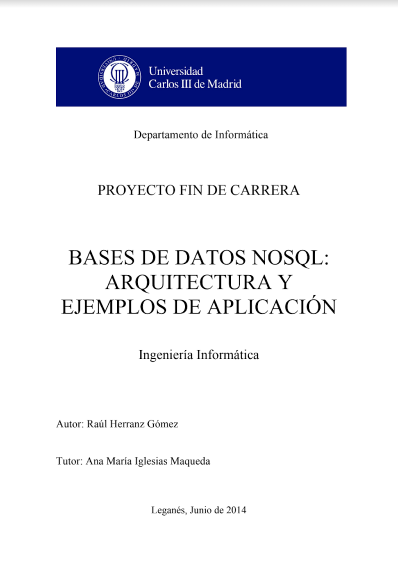 Universidad
Carlos III de Madrid
Departamento de Informática
PROYECTO FIN DE CARRERA
BASES DE DATOS NOSQL:
ARQUITECTURA Y
EJEMPLOS DE APLICACIÓN
Ingeniería Informática
Autor: Raúl Herranz Gómez
Tutor: Ana María Iglesias Maqueda
Leganés, Junio de 2014